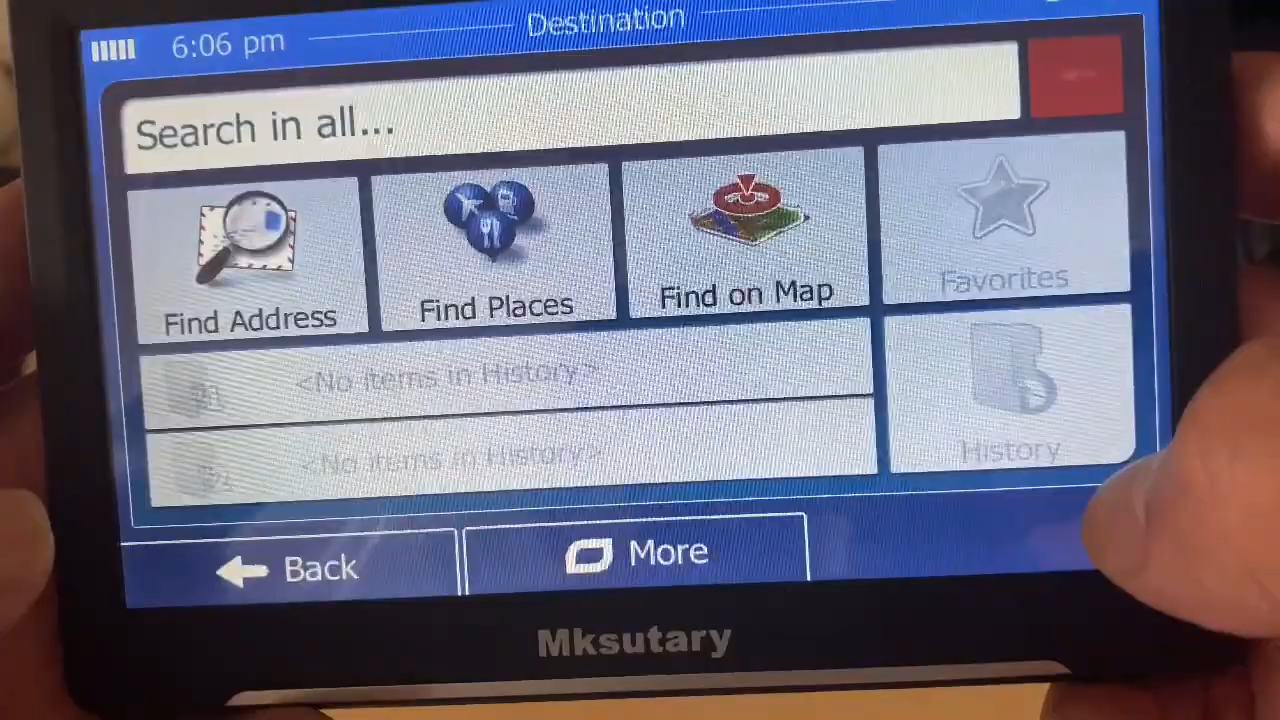 6:06 pm
Destination
Search in all...
Find Address
Find Places
Find on Map
Favorites
<No items in History>
<No items in History>
History
Back
More
Mksutary